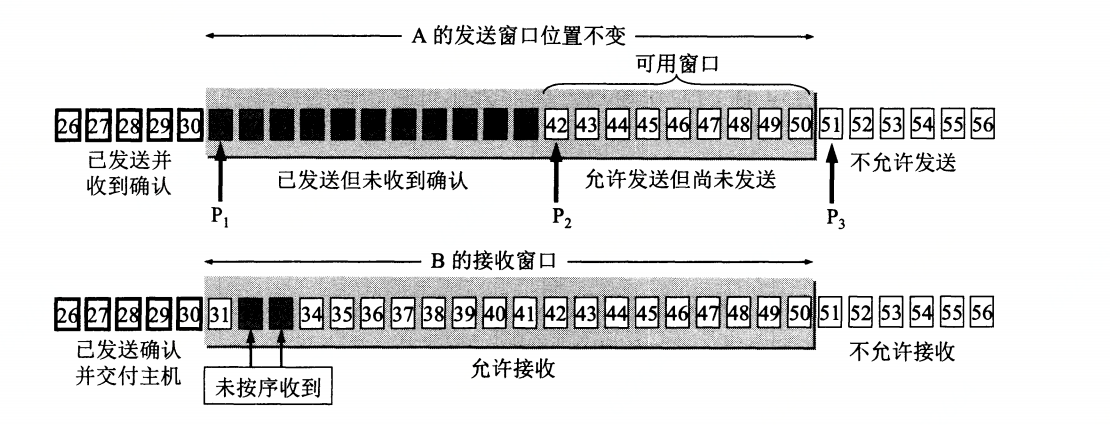 A 的发送窗口位置不变
可用窗口
26 27 28 29 30 42 43 44 45 46 47 48 49 50 51 52 53 54 55 56
已发送并
收到确认
已发送但未收到确认
允许发送但尚未发送
不允许发送
P1 P2 P3
B 的接收窗口
26 27 28 29 30 31 34 35 36 37 38 39 40 41 42 43 44 45 46 47 48 49 50 51 52 53 54 55 56
已发送确认
并交付主机
未按序收到
允许接收
不允许接收